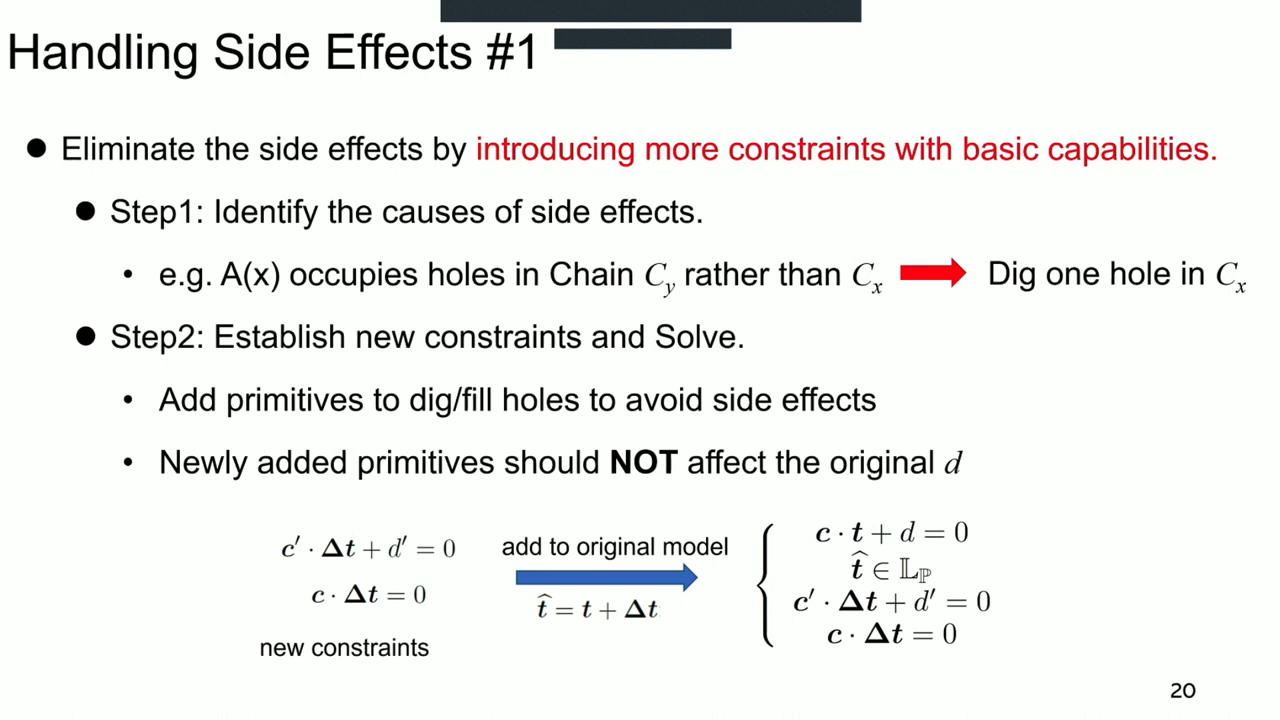 Handling Side Effects #1
● Eliminate the side effects by introducing more constraints with basic capabilities.
● Step1: Identify the causes of side effects.
• e.g. A(x) occupies holes in Chain C_y rather than C_x Dig one hole in C_x
● Step2: Establish new constraints and Solve.
• Add primitives to dig/fill holes to avoid side effects
• Newly added primitives should NOT affect the original d
c′ · Δt + d′ = 0
c · Δt = 0
new constraints
add to original model
t̂ = t + Δt
c · t + d = 0
t̂ ∈ 𝕃_ℙ
c′ · Δt + d′ = 0
c · Δt = 0
20